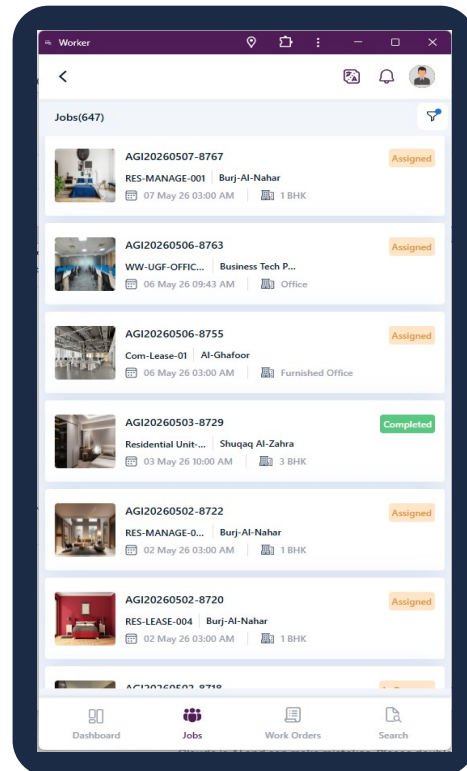 Worker
Jobs(647)
AGI20260507-8767
Assigned
RES-MANAGE-001 Burj-Al-Nahar
07 May 26 03:00 AM 1 BHK
AGI20260506-8763
Assigned
WW-UGF-OFFIC... Business Tech P...
06 May 26 09:43 AM Office
AGI20260506-8755
Assigned
Com-Lease-01 Al-Ghafoor
06 May 26 03:00 AM Furnished Office
AGI20260503-8729
Completed
Residential Unit-... Shuqaq Al-Zahra
03 May 26 10:00 AM 3 BHK
AGI20260502-8722
Assigned
RES-MANAGE-0... Burj-Al-Nahar
02 May 26 03:00 AM 1 BHK
AGI20260502-8720
Assigned
RES-LEASE-004 Burj-Al-Nahar
02 May 26 03:00 AM 1 BHK
AGI20260502-8718
Dashboard Jobs Work Orders Search